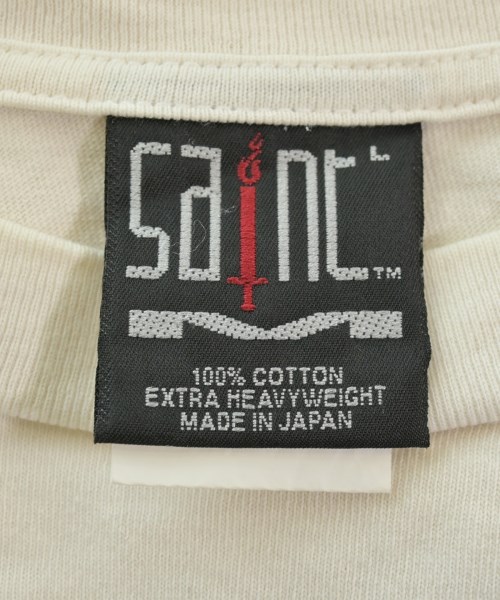 saint L
TM
100% COTTON
EXTRA HEAVYWEIGHT
MADE IN JAPAN